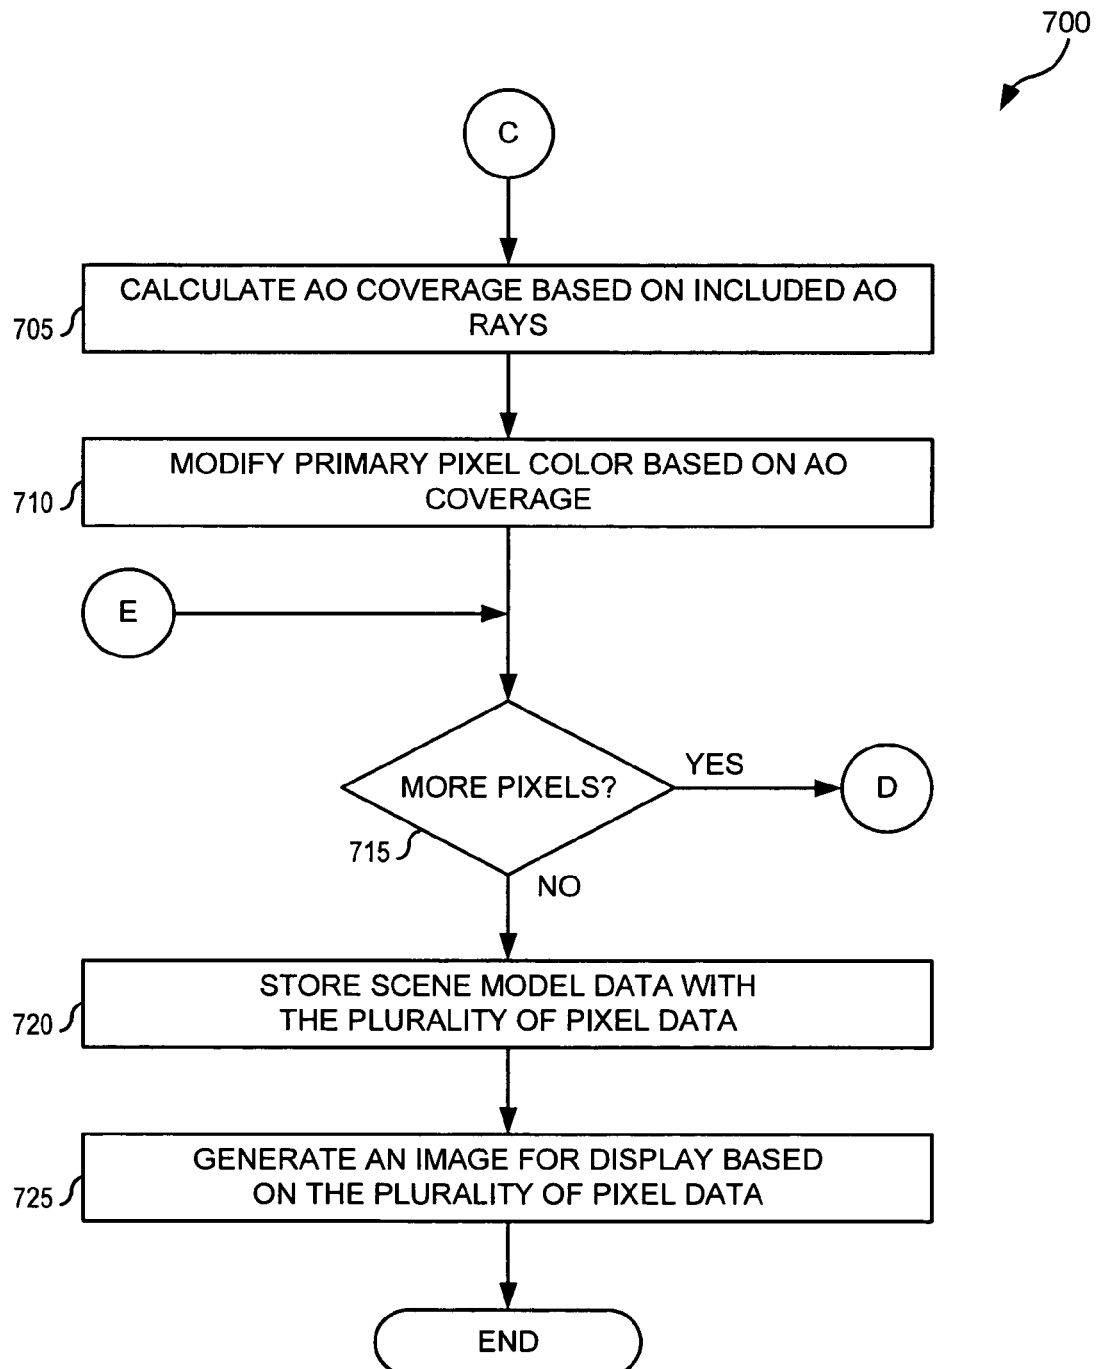 700
C
CALCULATE AO COVERAGE BASED ON INCLUDED AO
RAYS
705
MODIFY PRIMARY PIXEL COLOR BASED ON AO
COVERAGE
710
E
MORE PIXELS?
YES
D
715
NO
STORE SCENE MODEL DATA WITH
THE PLURALITY OF PIXEL DATA
720
GENERATE AN IMAGE FOR DISPLAY BASED
ON THE PLURALITY OF PIXEL DATA
725
END